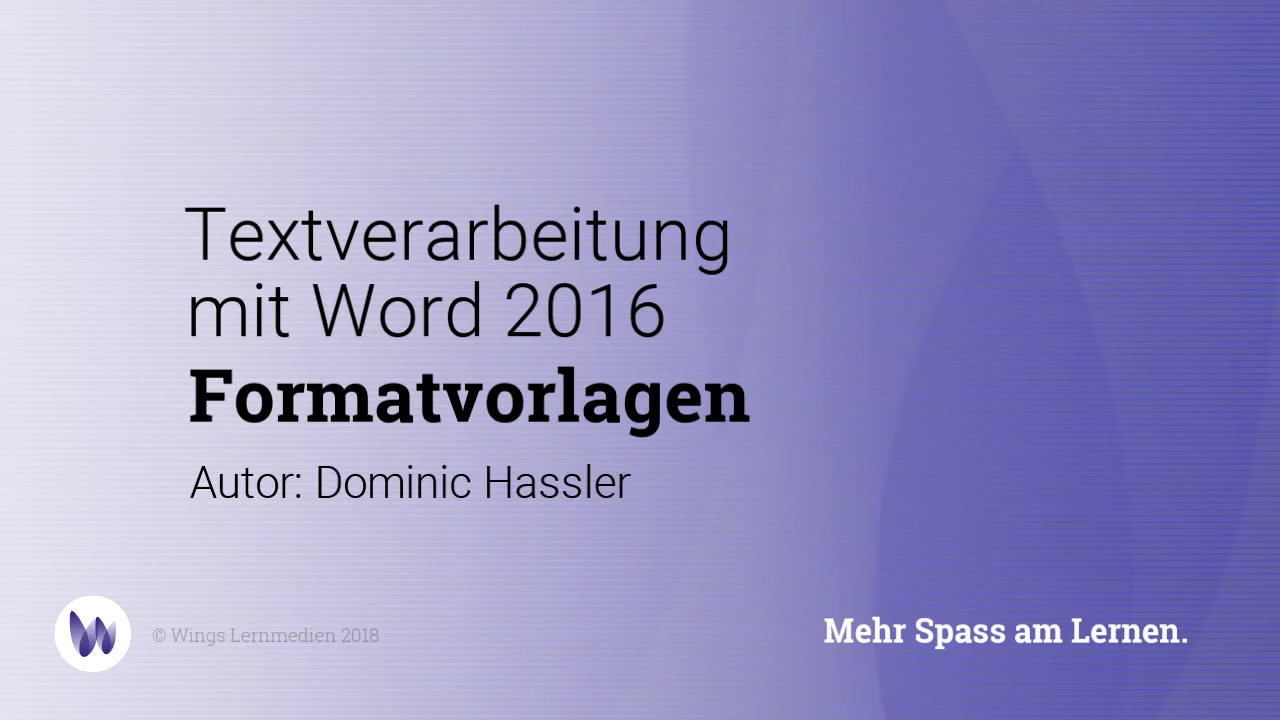 Textverarbeitung
mit Word 2016
Formatvorlagen
Autor: Dominic Hassler
© Wings Lernmedien 2018
Mehr Spass am Lernen.